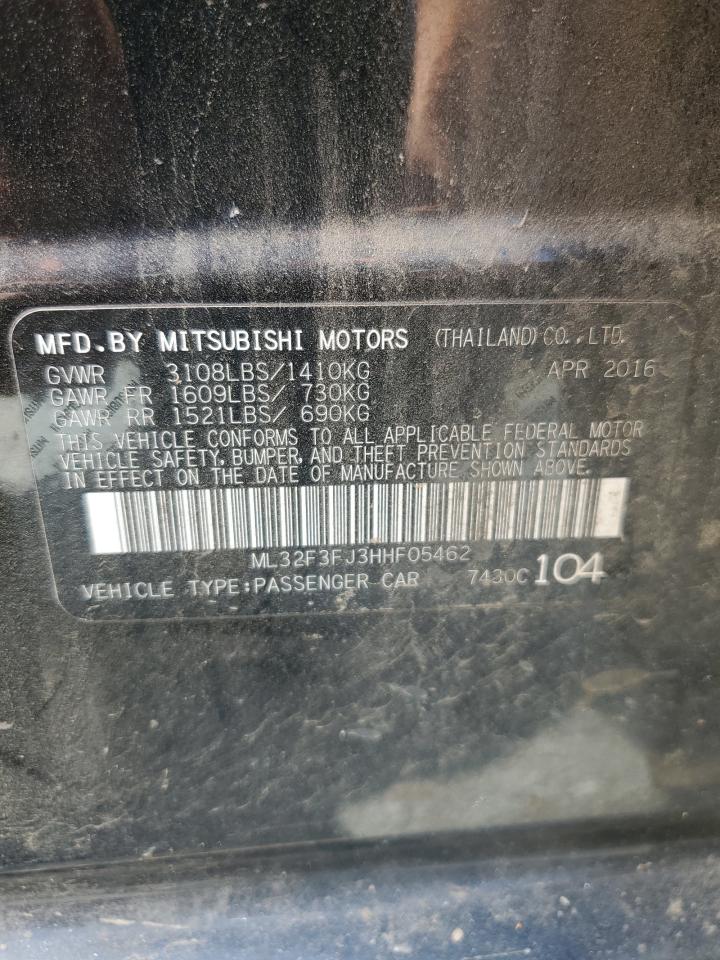 MFD.BY MITSUBISHI MOTORS (THAILAND)CO.,LTD.
GVWR 3108LBS/1410KG APR 2016
GAWR FR 1609LBS/ 730KG
GAWR RR 1521LBS/ 690KG
THIS VEHICLE CONFORMS TO ALL APPLICABLE FEDERAL MOTOR
VEHICLE SAFETY, BUMPER, AND THEFT PREVENTION STANDARDS
IN EFFECT ON THE DATE OF MANUFACTURE SHOWN ABOVE.
ML32F3FJ3HHF05462
VEHICLE TYPE:PASSENGER CAR 7430C 104